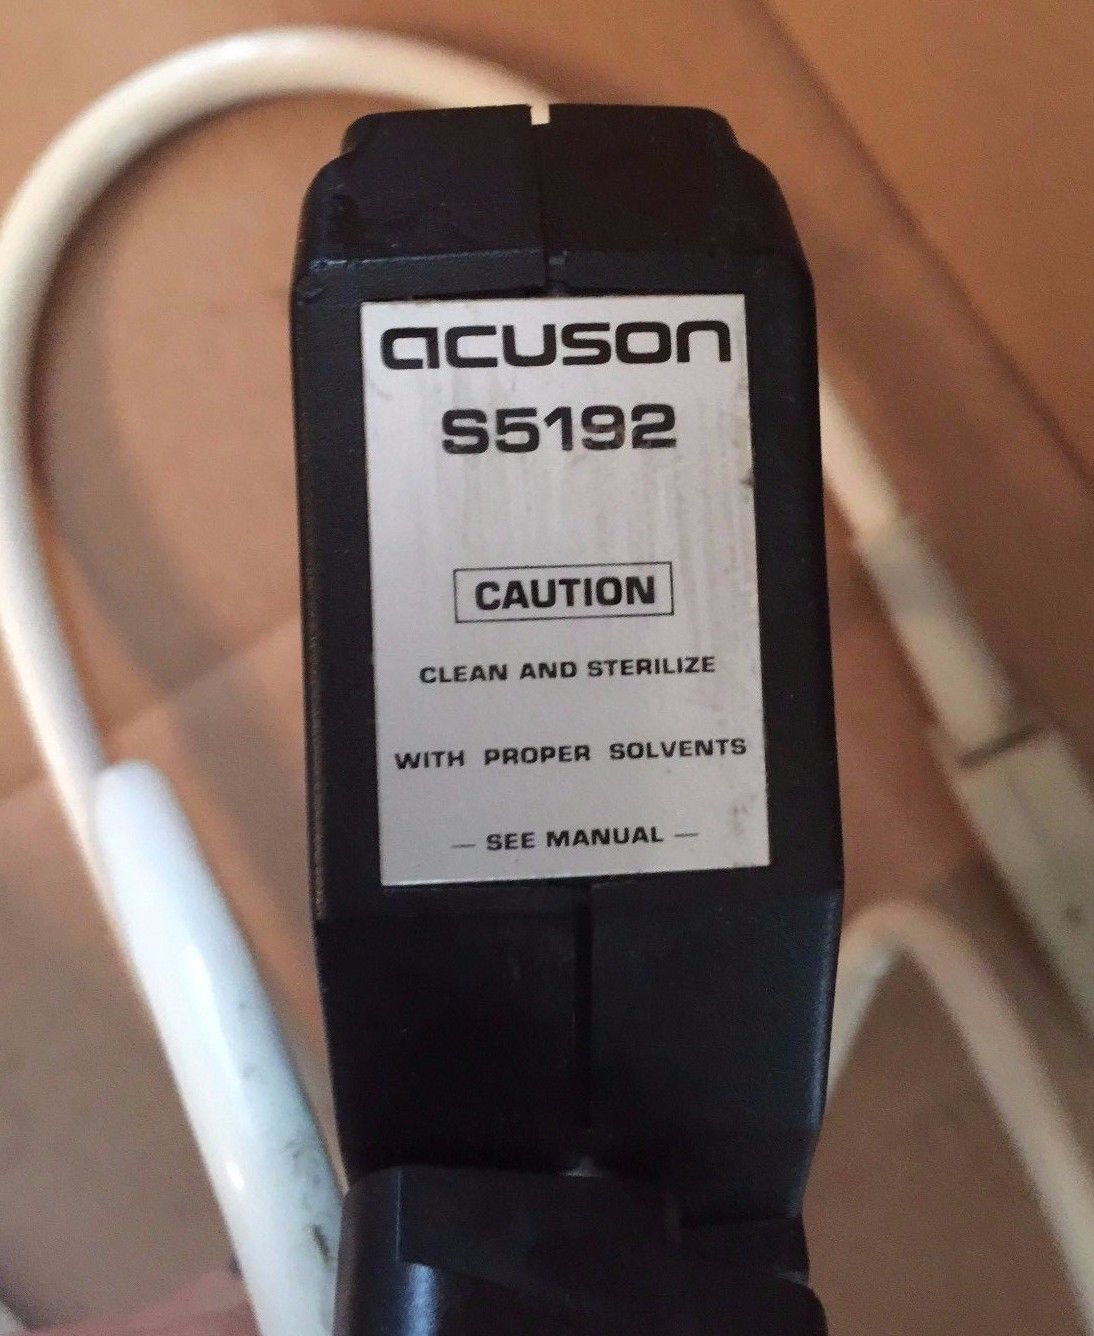 acuson
S5192
CAUTION
CLEAN AND STERILIZE
WITH PROPER SOLVENTS
— SEE MANUAL —